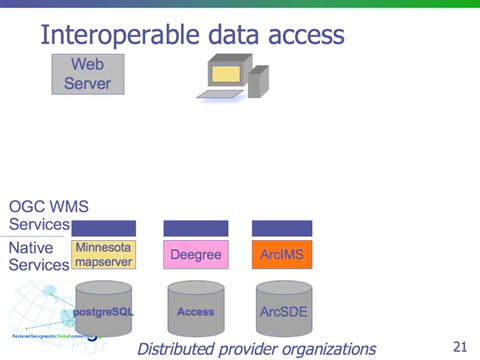 Interoperable data access
Web
Server
OGC WMS
Services
Native
Services
Minnesota
mapserver
Deegree
ArcIMS
postgreSQL
Access
ArcSDE
Distributed provider organizations
21